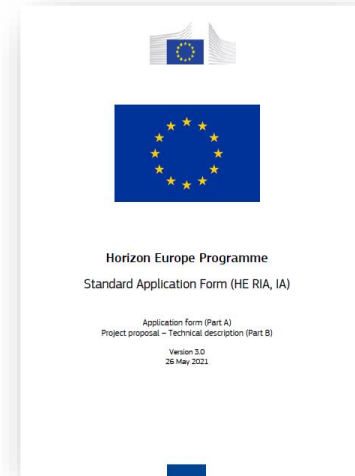 Horizon Europe Programme
Standard Application Form (HE RIA, IA)
Application form (Part A)
Project proposal – Technical description (Part B)
Version 3.0
26 May 2021